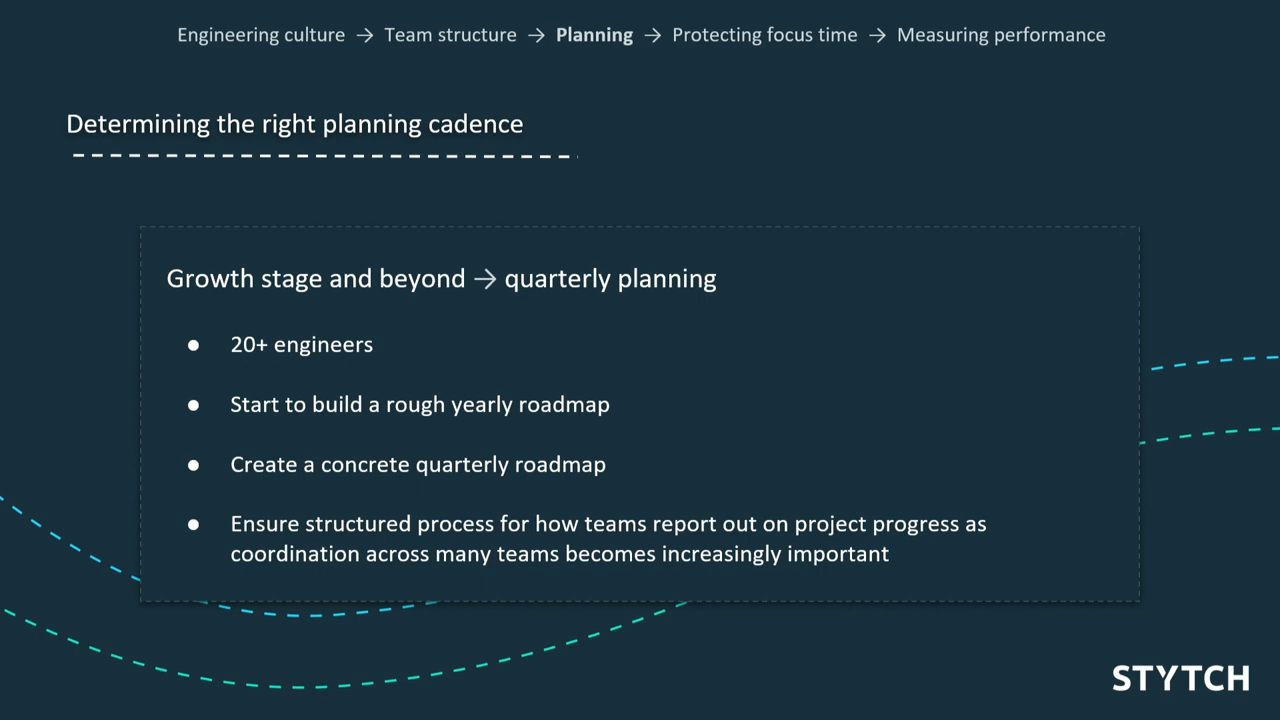 Engineering culture → Team structure → Planning → Protecting focus time → Measuring performance
Determining the right planning cadence
Growth stage and beyond → quarterly planning
● 20+ engineers
● Start to build a rough yearly roadmap
● Create a concrete quarterly roadmap
● Ensure structured process for how teams report out on project progress as
coordination across many teams becomes increasingly important
STYTCH